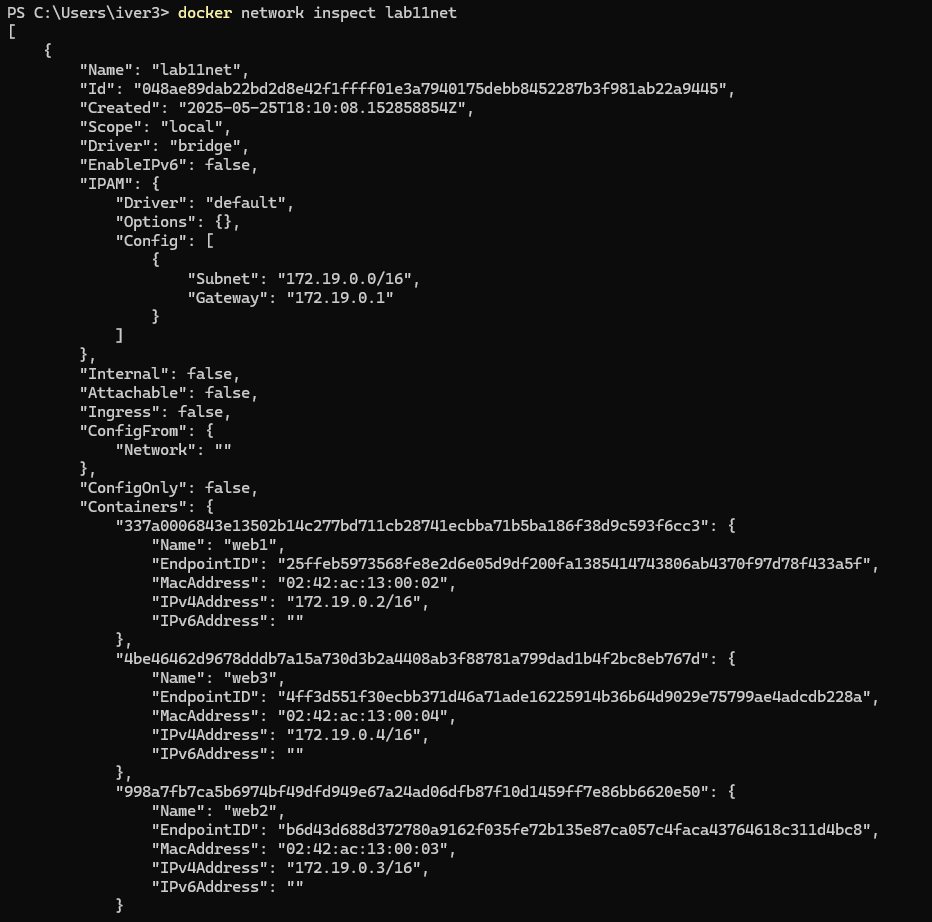 PS C:\Users\iver3> docker network inspect lab11net
[
    {
        "Name": "lab11net",
        "Id": "048ae89dab22bd2d8e42f1ffff01e3a7940175debb8452287b3f981ab22a9445",
        "Created": "2025-05-25T18:10:08.152858854Z",
        "Scope": "local",
        "Driver": "bridge",
        "EnableIPv6": false,
        "IPAM": {
            "Driver": "default",
            "Options": {},
            "Config": [
                {
                    "Subnet": "172.19.0.0/16",
                    "Gateway": "172.19.0.1"
                }
            ]
        },
        "Internal": false,
        "Attachable": false,
        "Ingress": false,
        "ConfigFrom": {
            "Network": ""
        },
        "ConfigOnly": false,
        "Containers": {
            "337a0006843e13502b14c277bd711cb28741ecbba71b5ba186f38d9c593f6cc3": {
                "Name": "web1",
                "EndpointID": "25ffeb5973568fe8e2d6e05d9df200fa1385414743806ab4370f97d78f433a5f",
                "MacAddress": "02:42:ac:13:00:02",
                "IPv4Address": "172.19.0.2/16",
                "IPv6Address": ""
            },
            "4be46462d9678dddb7a15a730d3b2a4408ab3f88781a799dad1b4f2bc8eb767d": {
                "Name": "web3",
                "EndpointID": "4ff3d551f30ecbb371d46a71ade16225914b36b64d9029e75799ae4adcdb228a",
                "MacAddress": "02:42:ac:13:00:04",
                "IPv4Address": "172.19.0.4/16",
                "IPv6Address": ""
            },
            "998a7fb7ca5b6974bf49dfd949e67a24ad06dfb87f10d1459ff7e86bb6620e50": {
                "Name": "web2",
                "EndpointID": "b6d43d688d372780a9162f035fe72b135e87ca057c4faca43764618c311d4bc8",
                "MacAddress": "02:42:ac:13:00:03",
                "IPv4Address": "172.19.0.3/16",
                "IPv6Address": ""
            }